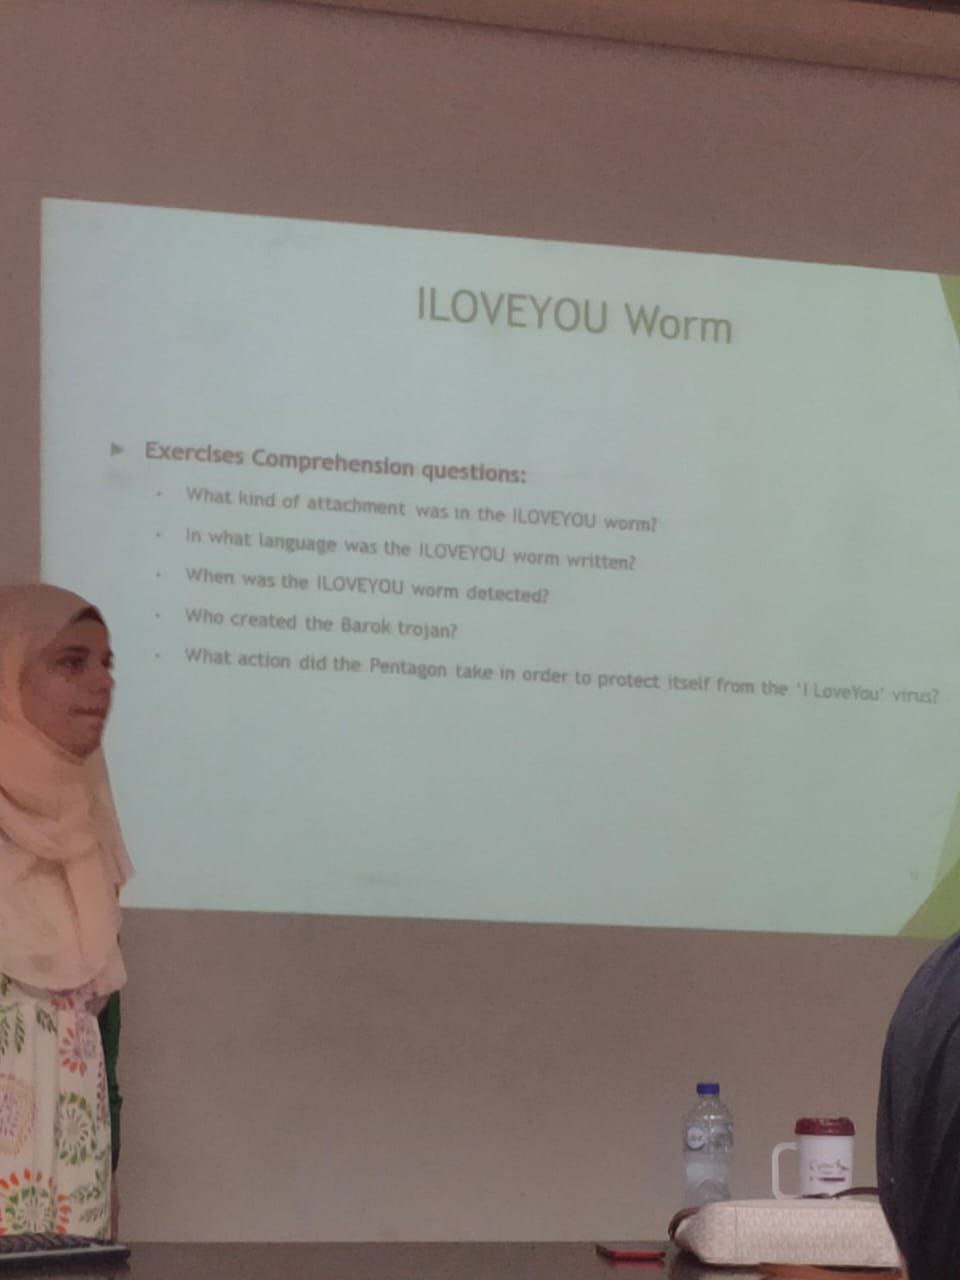 ILOVEYOU Worm
Exercises Comprehension questions:
What kind of attachment was in the ILOVEYOU worm?
In what language was the ILOVEYOU worm written?
When was the ILOVEYOU worm detected?
Who created the Barok trojan?
What action did the Pentagon take in order to protect itself from the 'I LoveYou' virus?